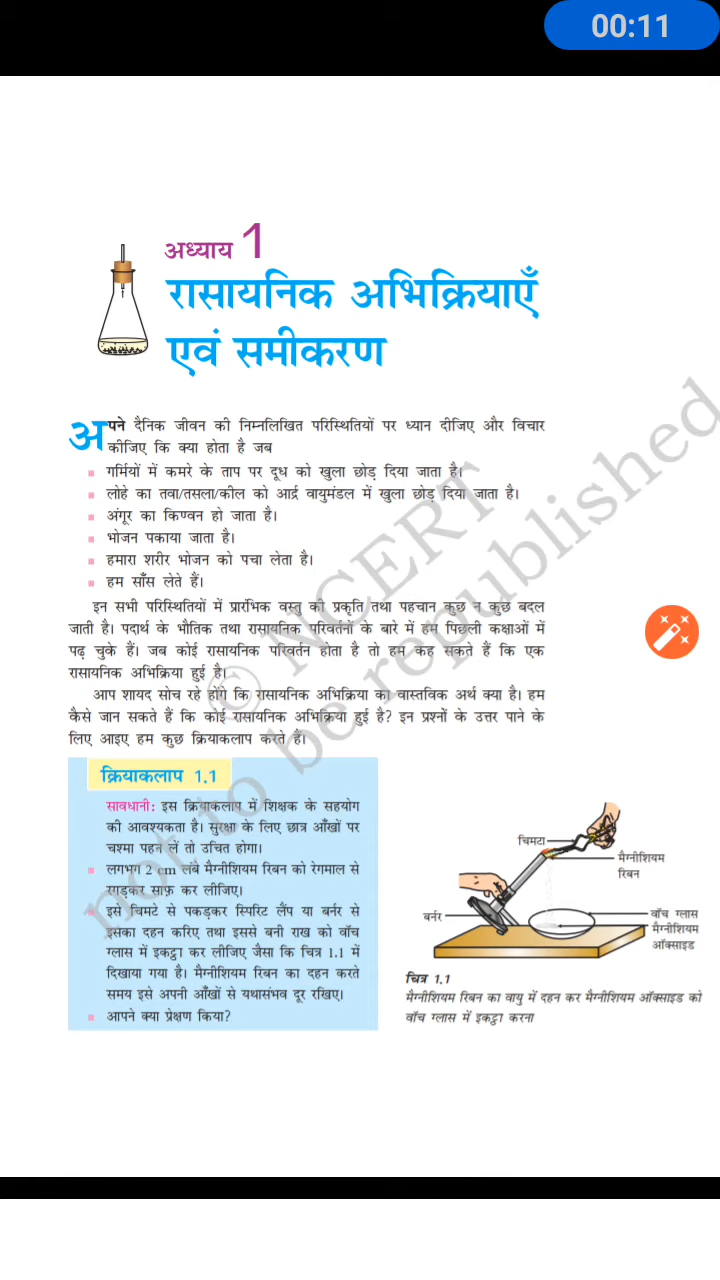 00:11
अध्याय 1
रासायनिक अभिक्रियाएँ
एवं समीकरण
अपने दैनिक जीवन की निम्नलिखित परिस्थितियों पर ध्यान दीजिए और विचार
कीजिए कि क्या होता है जब
गर्मियों में कमरे के ताप पर दूध को खुला छोड़ दिया जाता है।
लोहे का तवा/तसला/कील को आर्द्र वायुमंडल में खुला छोड़ दिया जाता है।
अंगूर का किण्वन हो जाता है।
भोजन पकाया जाता है।
हमारा शरीर भोजन को पचा लेता है।
हम साँस लेते हैं।
इन सभी परिस्थितियों में प्रारंभिक वस्तु की प्रकृति तथा पहचान कुछ न कुछ बदल
जाती है। पदार्थ के भौतिक तथा रासायनिक परिवर्तनों के बारे में हम पिछली कक्षाओं में
पढ़ चुके हैं। जब कोई रासायनिक परिवर्तन होता है तो हम कह सकते हैं कि एक
रासायनिक अभिक्रिया हुई है।
आप शायद सोच रहे होंगे कि रासायनिक अभिक्रिया का वास्तविक अर्थ क्या है। हम
कैसे जान सकते हैं कि कोई रासायनिक अभिक्रिया हुई है? इन प्रश्नों के उत्तर पाने के
लिए आइए हम कुछ क्रियाकलाप करते हैं।
क्रियाकलाप 1.1
सावधानी: इस क्रियाकलाप में शिक्षक के सहयोग
की आवश्यकता है। सुरक्षा के लिए छात्र आँखों पर
चश्मा पहन लें तो उचित होगा।
लगभग 2 cm लंबे मैग्नीशियम रिबन को रेगमाल से
रगड़कर साफ़ कर लीजिए।
इसे चिमटे से पकड़कर स्पिरिट लैंप या बर्नर से
इसका दहन करिए तथा इससे बनी राख को वॉच
ग्लास में इकट्ठा कर लीजिए जैसा कि चित्र 1.1 में
दिखाया गया है। मैग्नीशियम रिबन का दहन करते
समय इसे अपनी आँखों से यथासंभव दूर रखिए।
आपने क्या प्रेक्षण किया?
चिमटा
मैग्नीशियम
रिबन
बर्नर
वॉच ग्लास
मैग्नीशियम
ऑक्साइड
चित्र 1.1
मैग्नीशियम रिबन का वायु में दहन कर मैग्नीशियम ऑक्साइड को
वॉच ग्लास में इकट्ठा करना
© NCERT
not to be republished